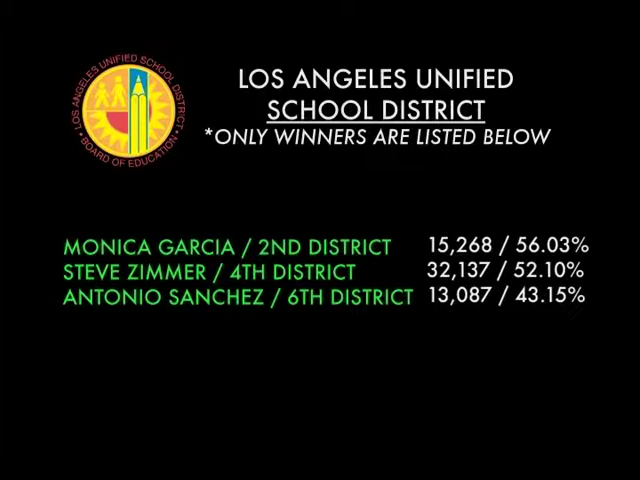 LOS ANGELES UNIFIED SCHOOL DISTRICT
• BOARD OF EDUCATION •
LOS ANGELES UNIFIED
SCHOOL DISTRICT
*ONLY WINNERS ARE LISTED BELOW
MONICA GARCIA / 2ND DISTRICT 15,268 / 56.03%
STEVE ZIMMER / 4TH DISTRICT 32,137 / 52.10%
ANTONIO SANCHEZ / 6TH DISTRICT 13,087 / 43.15%